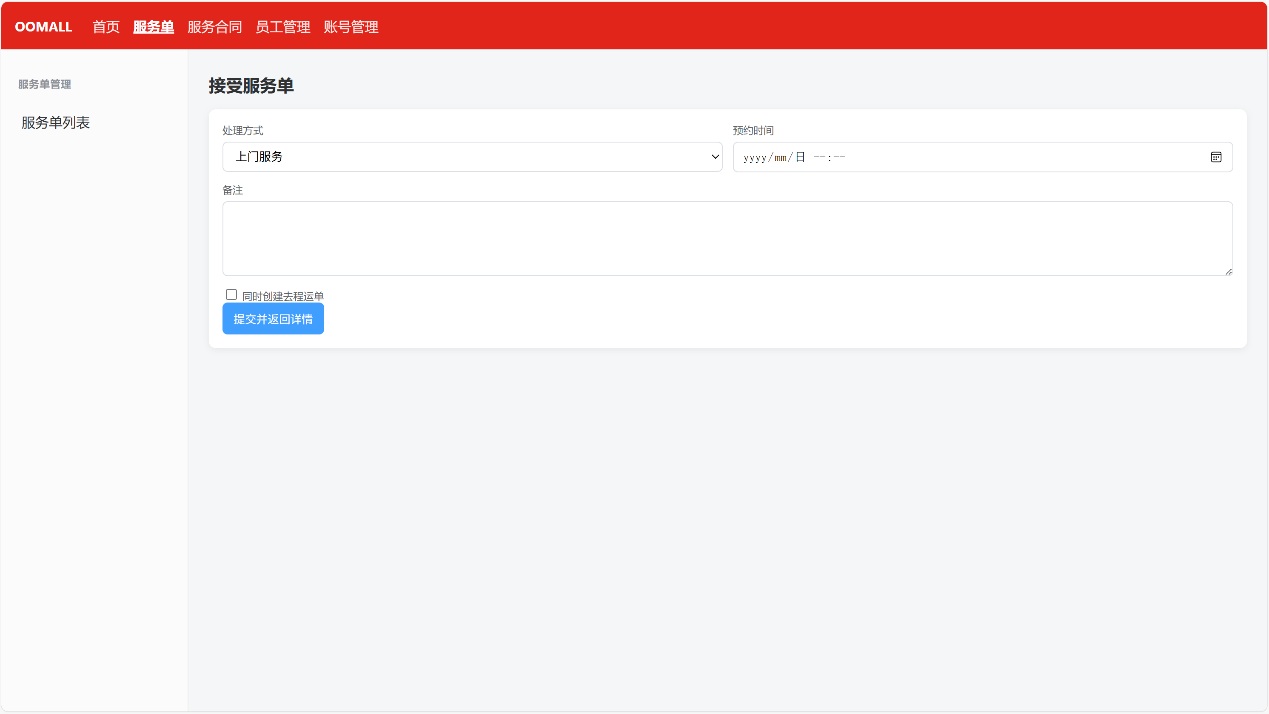 OOMALL 首页 服务单 服务合同 员工管理 账号管理
服务单管理
服务单列表
接受服务单
处理方式 预约时间
上门服务 yyyy/mm/日 --:--
备注
同时创建去程运单
提交并返回详情